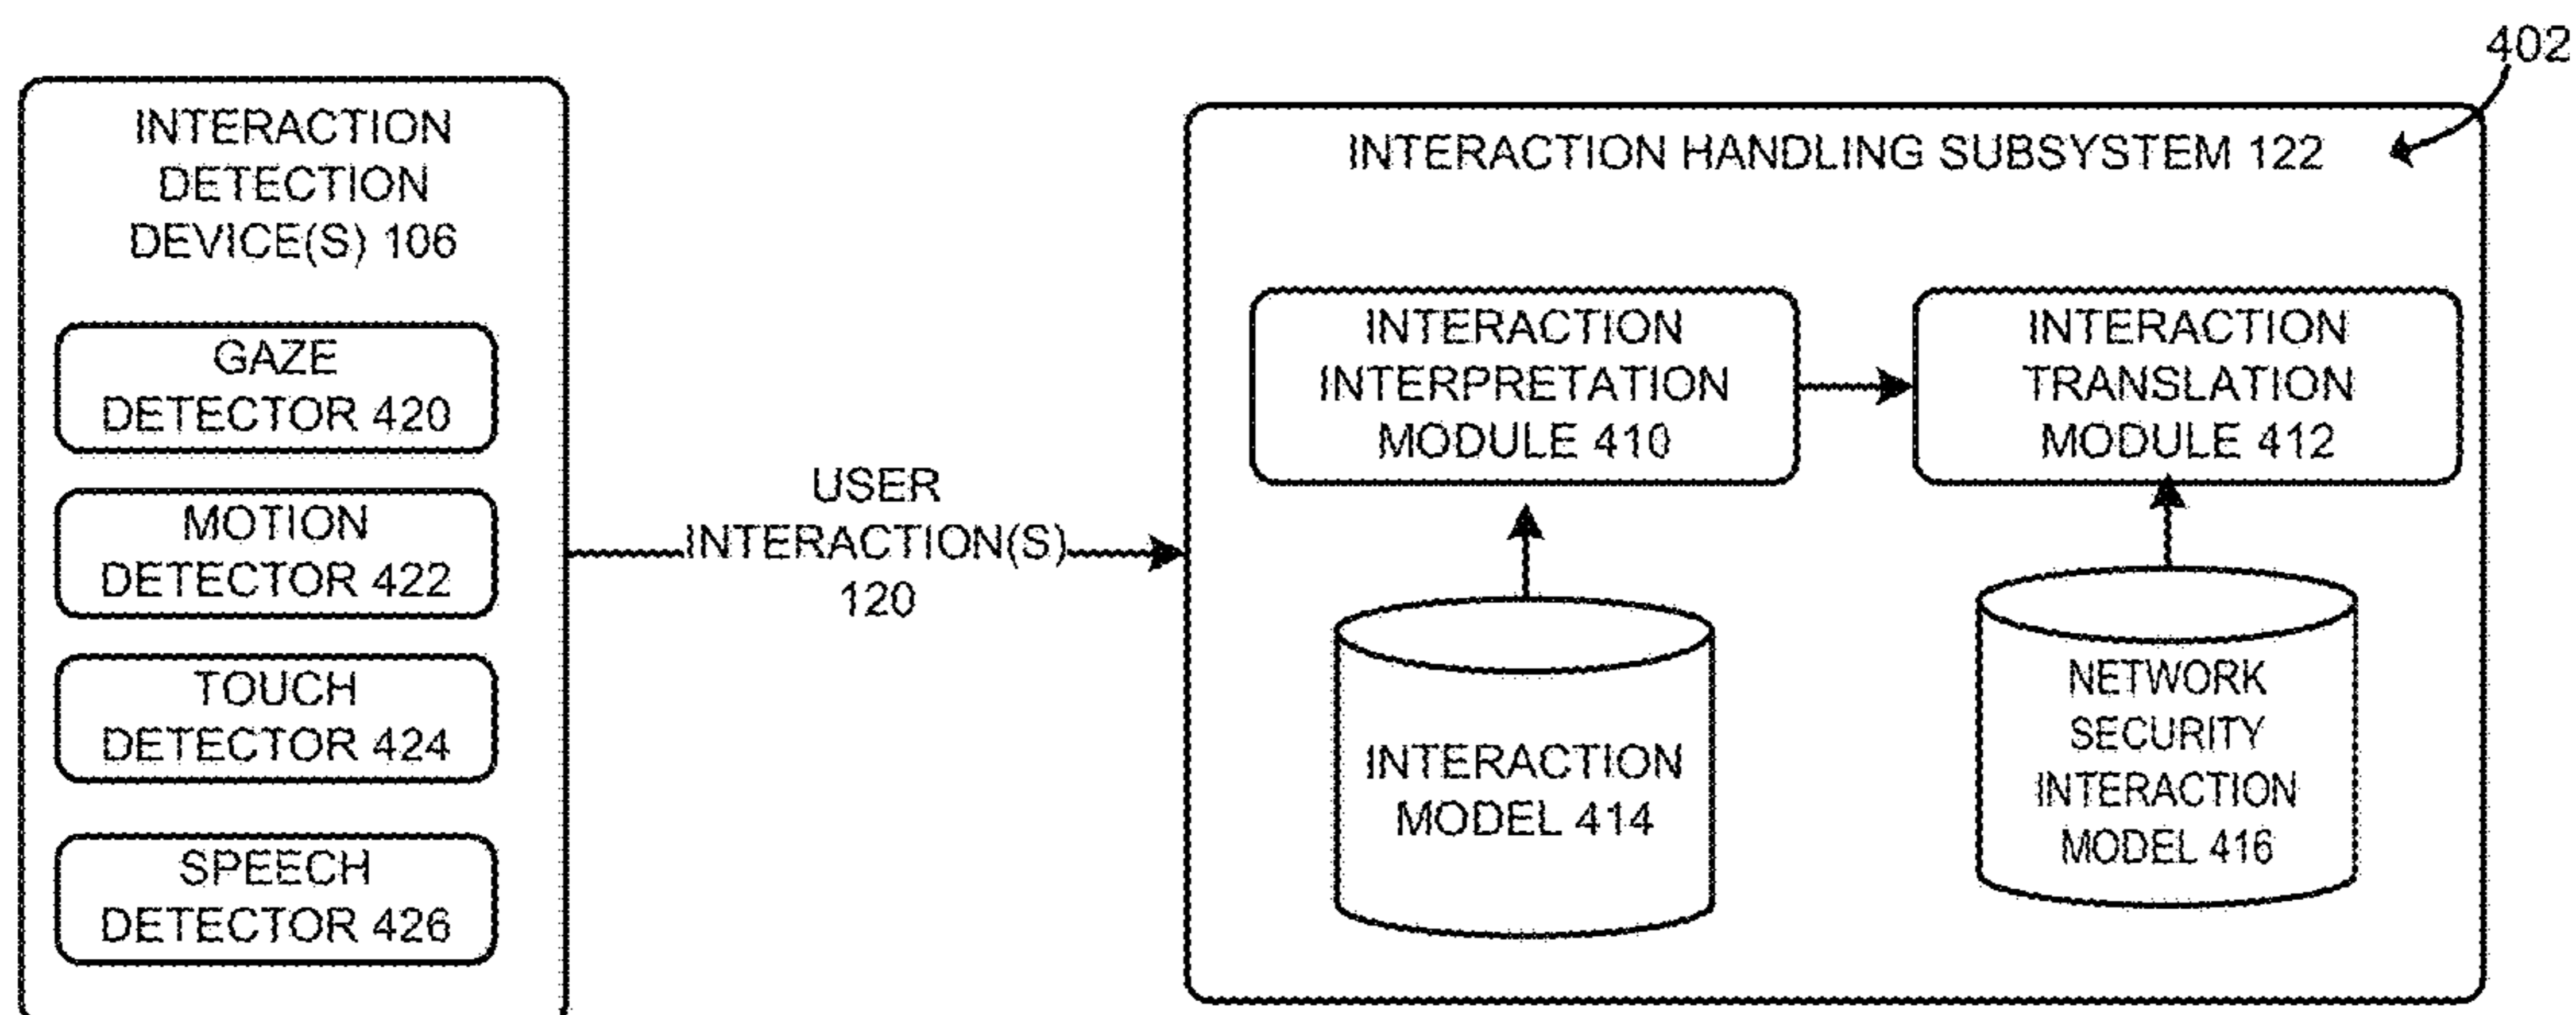 402
INTERACTION
DETECTION
DEVICE(S) 106
GAZE
DETECTOR 420
MOTION
DETECTOR 422
TOUCH
DETECTOR 424
SPEECH
DETECTOR 426
USER
INTERACTION(S)
120
INTERACTION HANDLING SUBSYSTEM 122
INTERACTION
INTERPRETATION
MODULE 410
INTERACTION
TRANSLATION
MODULE 412
INTERACTION
MODEL 414
NETWORK
SECURITY
INTERACTION
MODEL 416